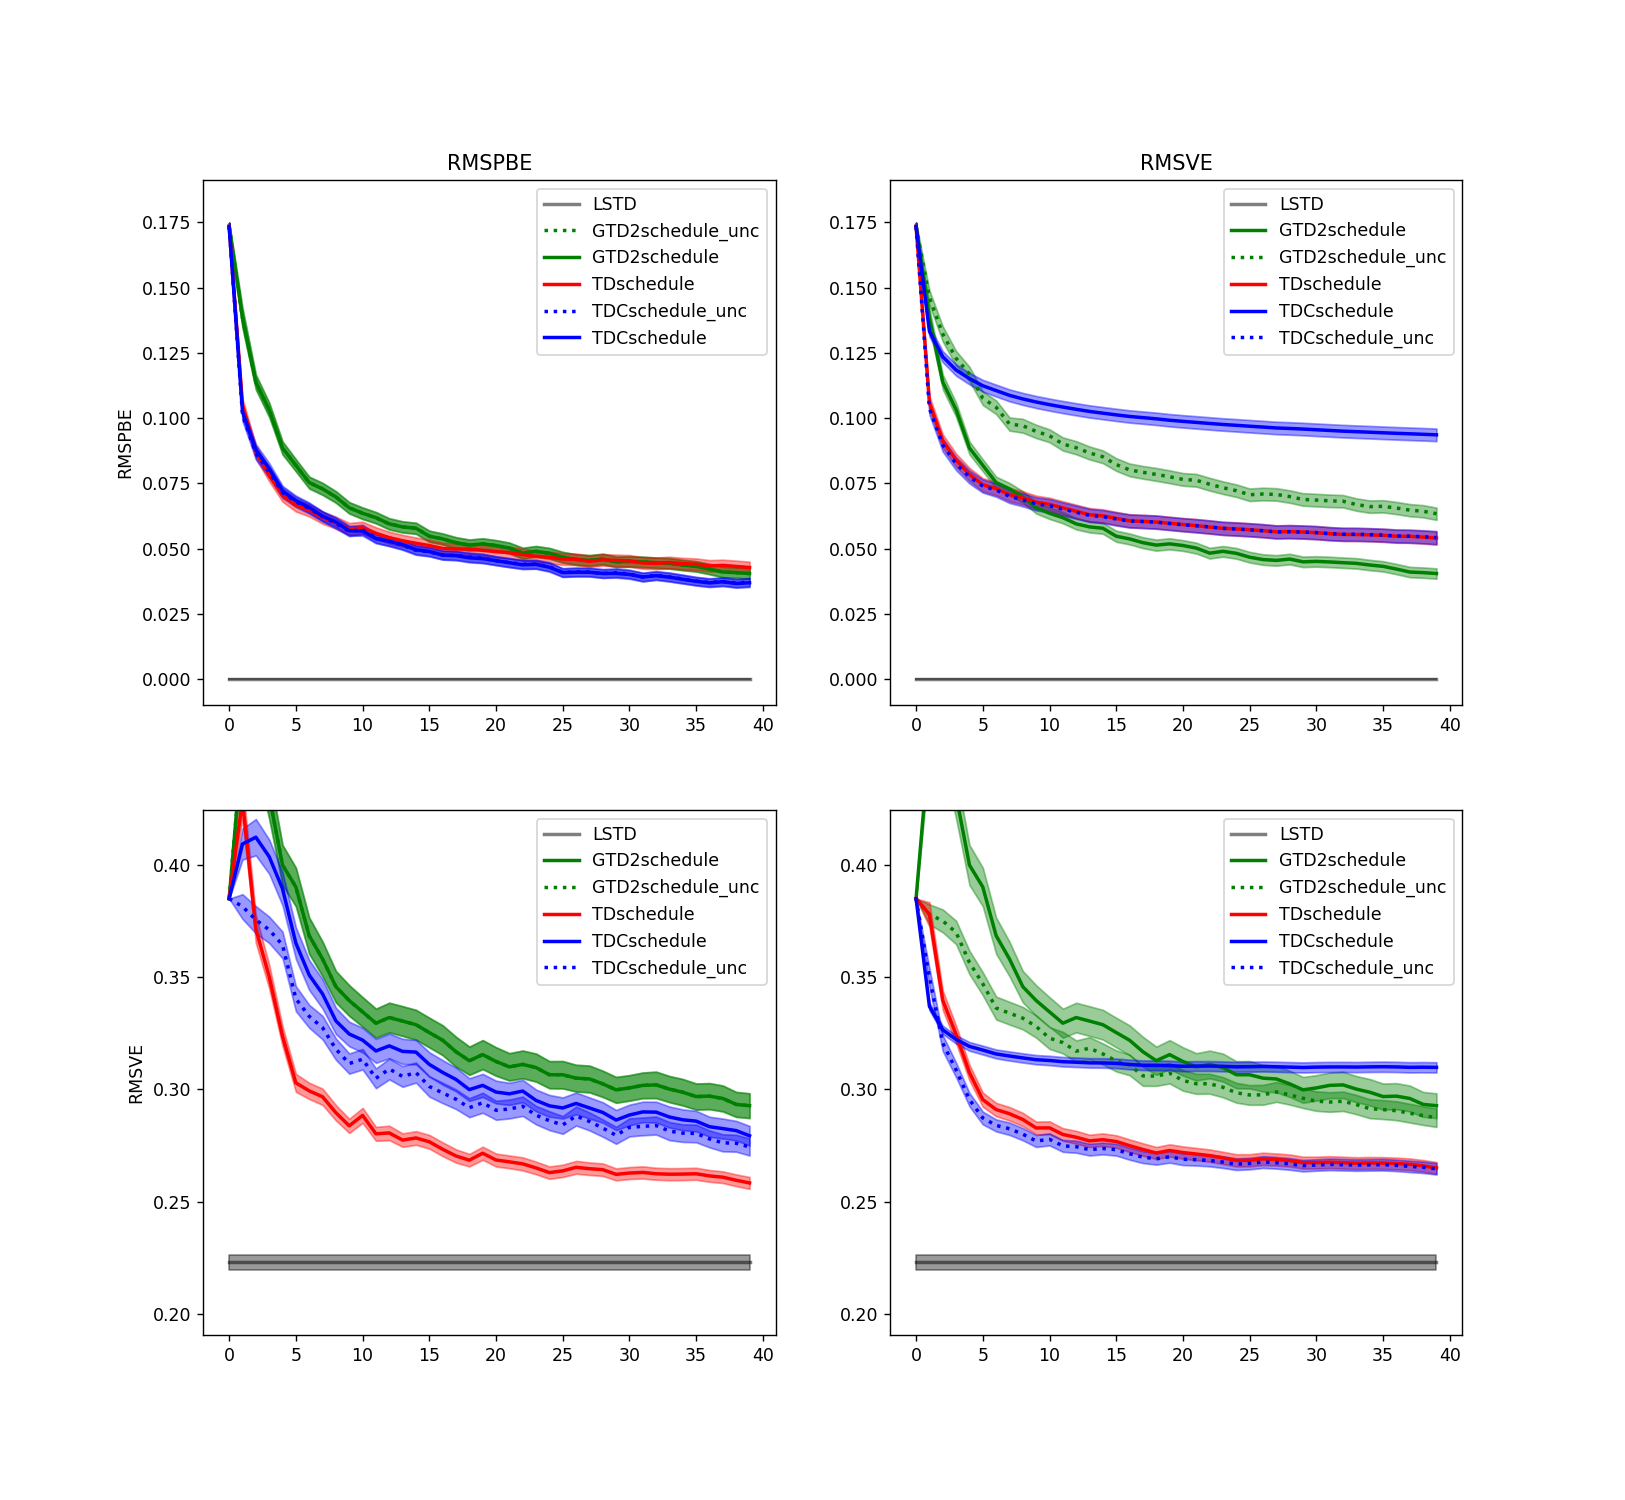 RMSPBE
RMSPBE
0.175
0.150
0.125
0.100
0.075
0.050
0.025
0.000
0 5 10 15 20 25 30 35 40
LSTD
GTD2schedule_unc
GTD2schedule
TDschedule
TDCschedule_unc
TDCschedule
RMSVE
0.175
0.150
0.125
0.100
0.075
0.050
0.025
0.000
0 5 10 15 20 25 30 35 40
LSTD
GTD2schedule
GTD2schedule_unc
TDschedule
TDCschedule
TDCschedule_unc
RMSVE
0.40
0.35
0.30
0.25
0.20
0 5 10 15 20 25 30 35 40
LSTD
GTD2schedule
GTD2schedule_unc
TDschedule
TDCschedule
TDCschedule_unc
0.40
0.35
0.30
0.25
0.20
0 5 10 15 20 25 30 35 40
LSTD
GTD2schedule
GTD2schedule_unc
TDschedule
TDCschedule
TDCschedule_unc